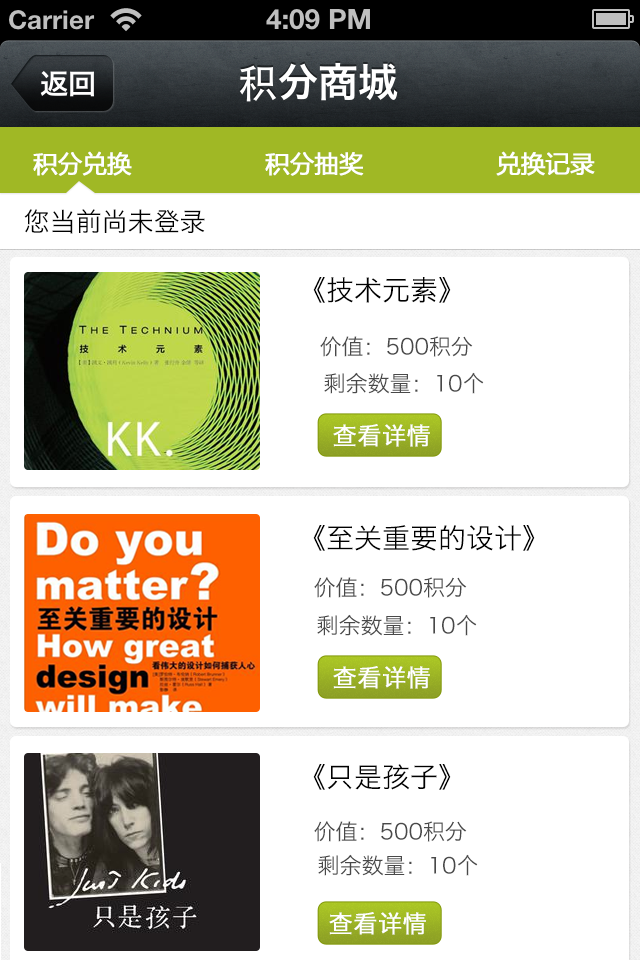 Carrier 4:09 PM
返回 积分商城
积分兑换 积分抽奖 兑换记录
您当前尚未登录
THE TECHNIUM
技术元素
KK.
《技术元素》
价值：500积分
剩余数量：10个
查看详情
Do you
matter?
至关重要的设计
How great
design 看伟大的设计如何捕获人心
will make
《至关重要的设计》
价值：500积分
剩余数量：10个
查看详情
Just Kids
只是孩子
《只是孩子》
价值：500积分
剩余数量：10个
查看详情